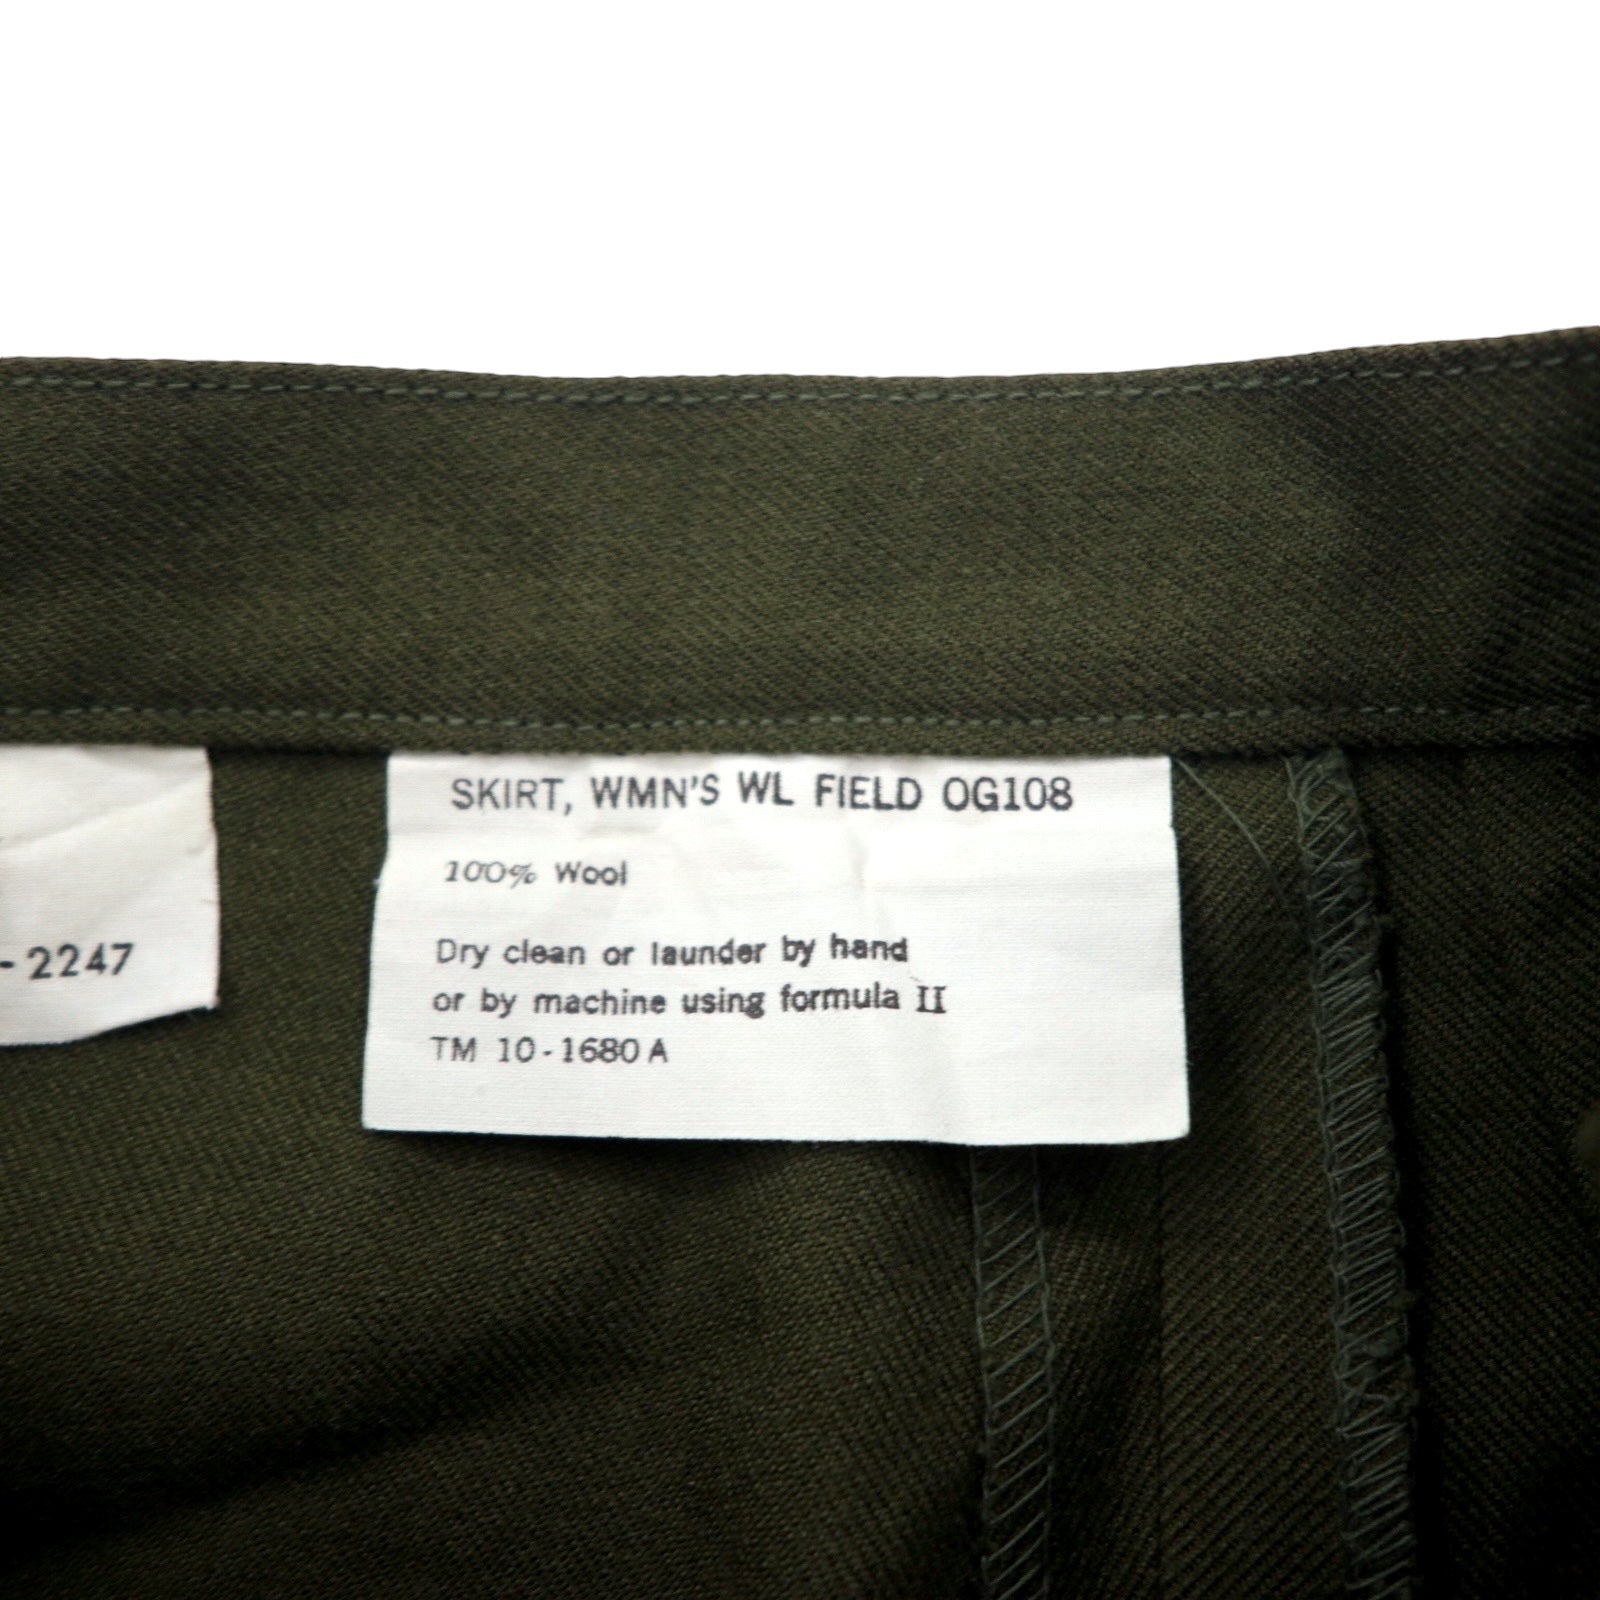 SKIRT, WMN'S WL FIELD OG108
100% Wool
Dry clean or launder by hand
or by machine using formula II
TM 10-1680A
-2247